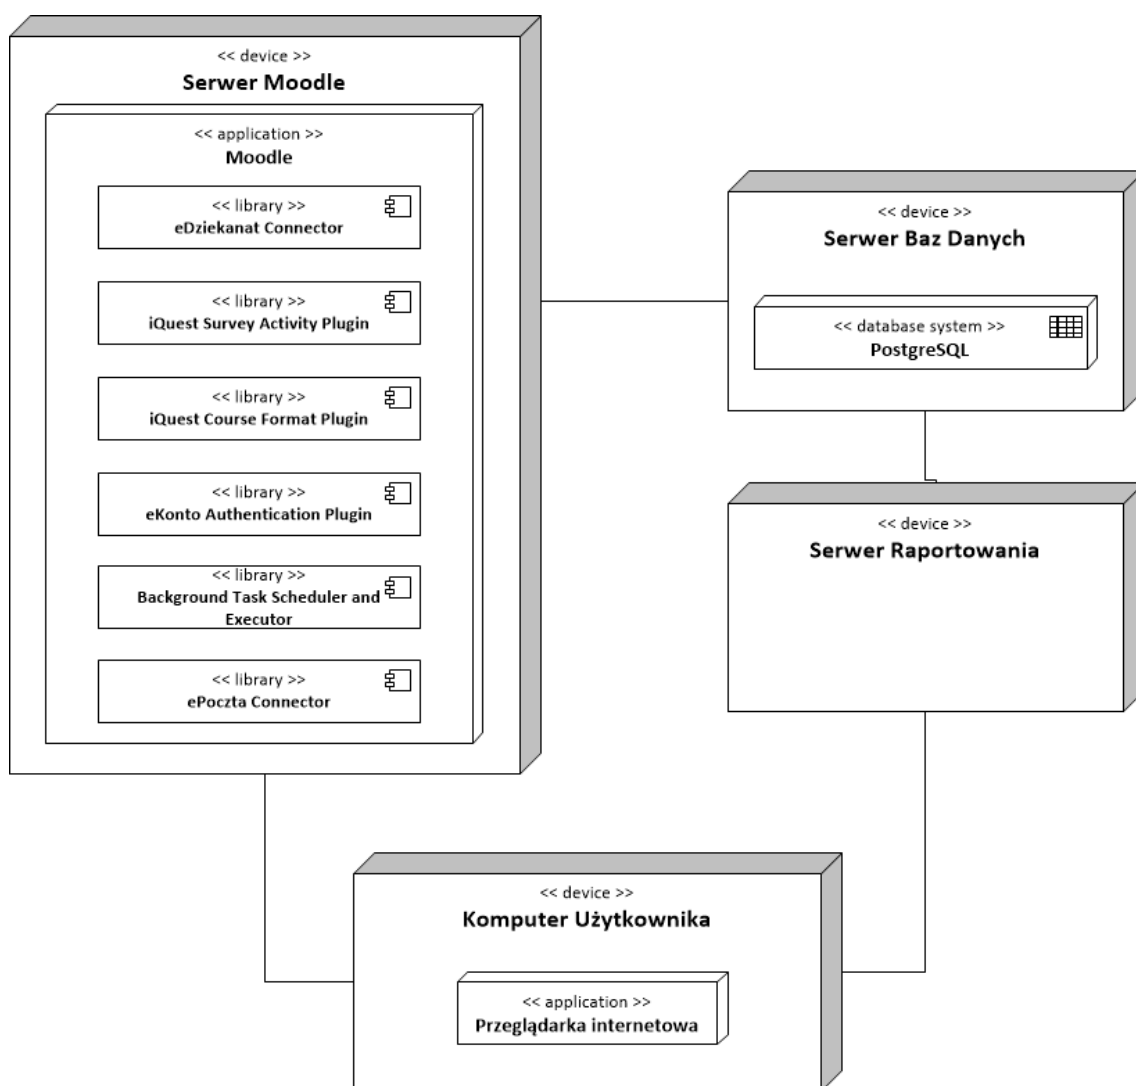 << device >>
Serwer Moodle
<< application >>
Moodle
<< library >>
eDziekanat Connector
<< library >>
iQuest Survey Activity Plugin
<< library >>
iQuest Course Format Plugin
<< library >>
eKonto Authentication Plugin
<< library >>
Background Task Scheduler and
Executor
<< library >>
ePoczta Connector
<< device >>
Serwer Baz Danych
<< database system >>
PostgreSQL
<< device >>
Serwer Raportowania
<< device >>
Komputer Użytkownika
<< application >>
Przeglądarka internetowa